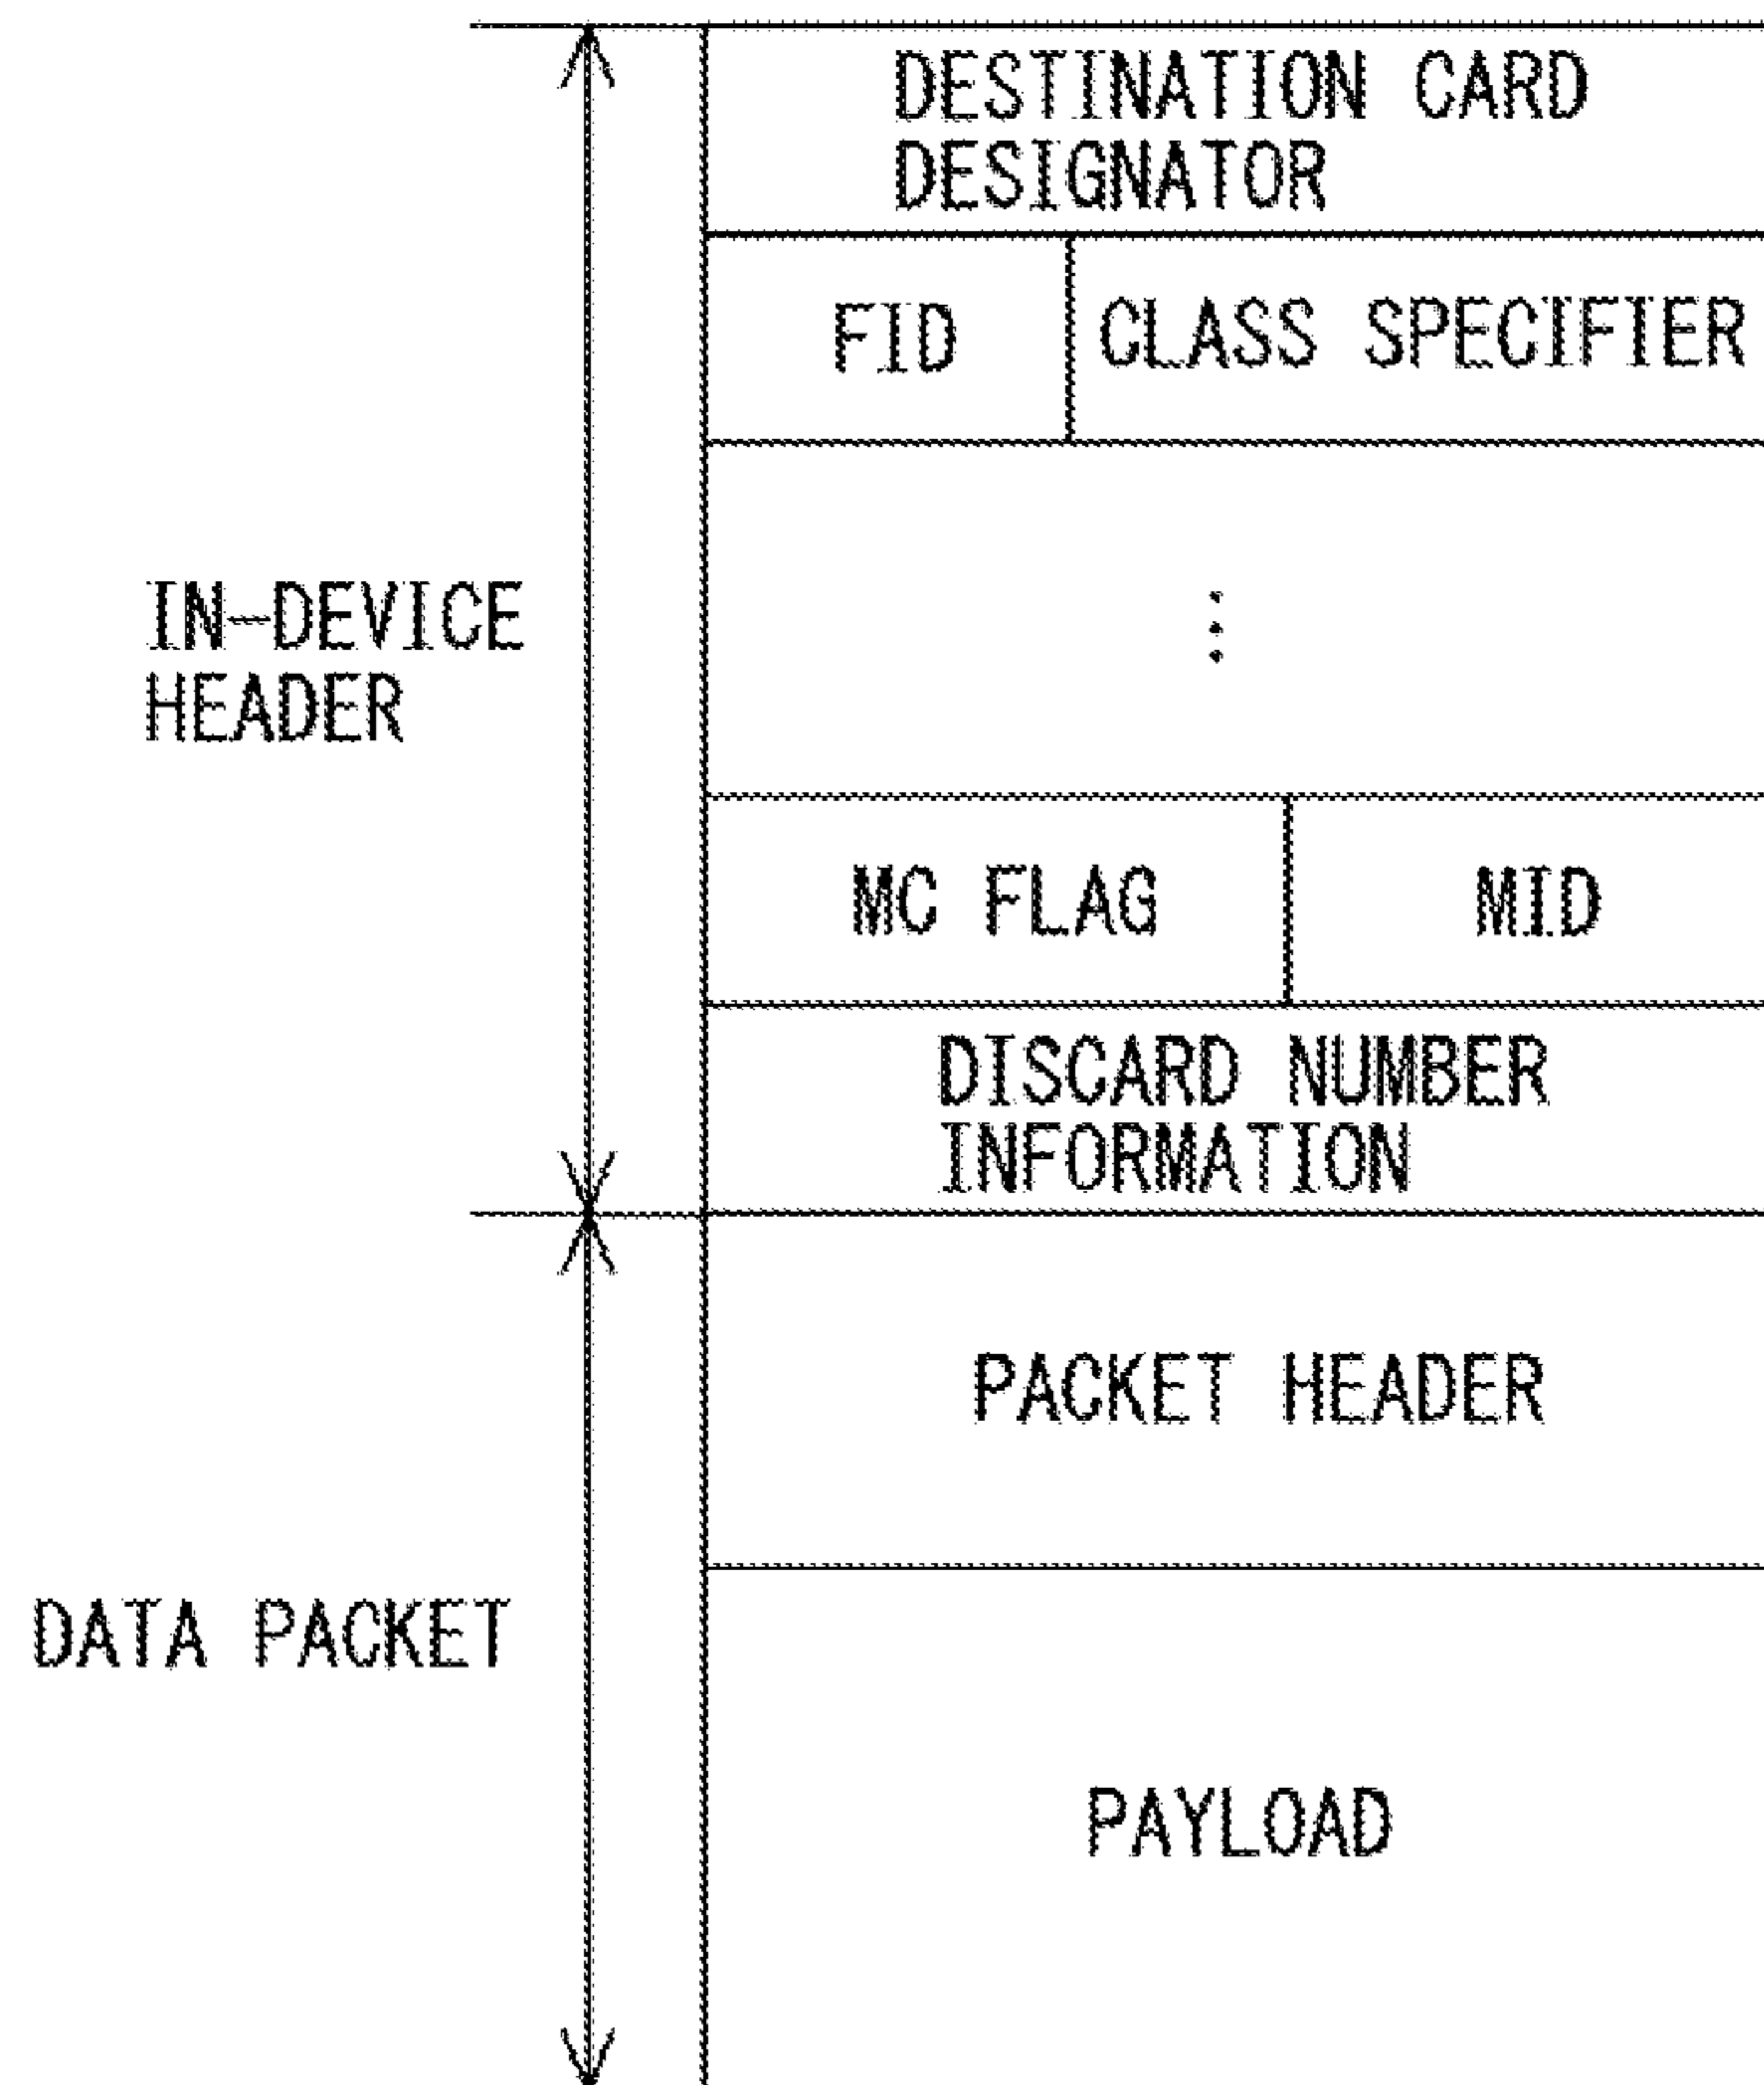 DESTINATION CARD
DESIGNATOR
FID
CLASS SPECIFIER
IN-DEVICE
HEADER
MC FLAG
MID
DISCARD NUMBER
INFORMATION
PACKET HEADER
DATA PACKET
PAYLOAD